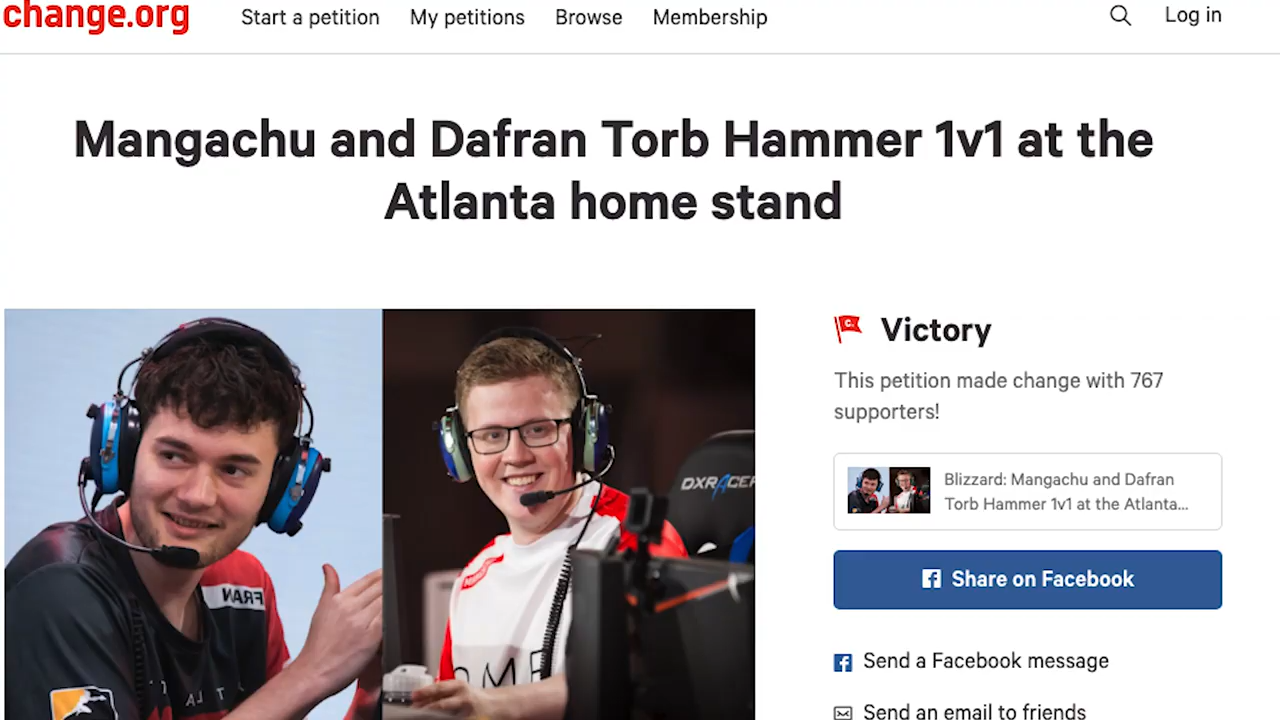 change.org
Start a petition
My petitions
Browse
Membership
Log in
Mangachu and Dafran Torb Hammer 1v1 at the
Atlanta home stand
DXRACER
FRAN
Victory
This petition made change with 767
supporters!
Blizzard: Mangachu and Dafran
Torb Hammer 1v1 at the Atlanta...
Share on Facebook
Send a Facebook message
Send an email to friends